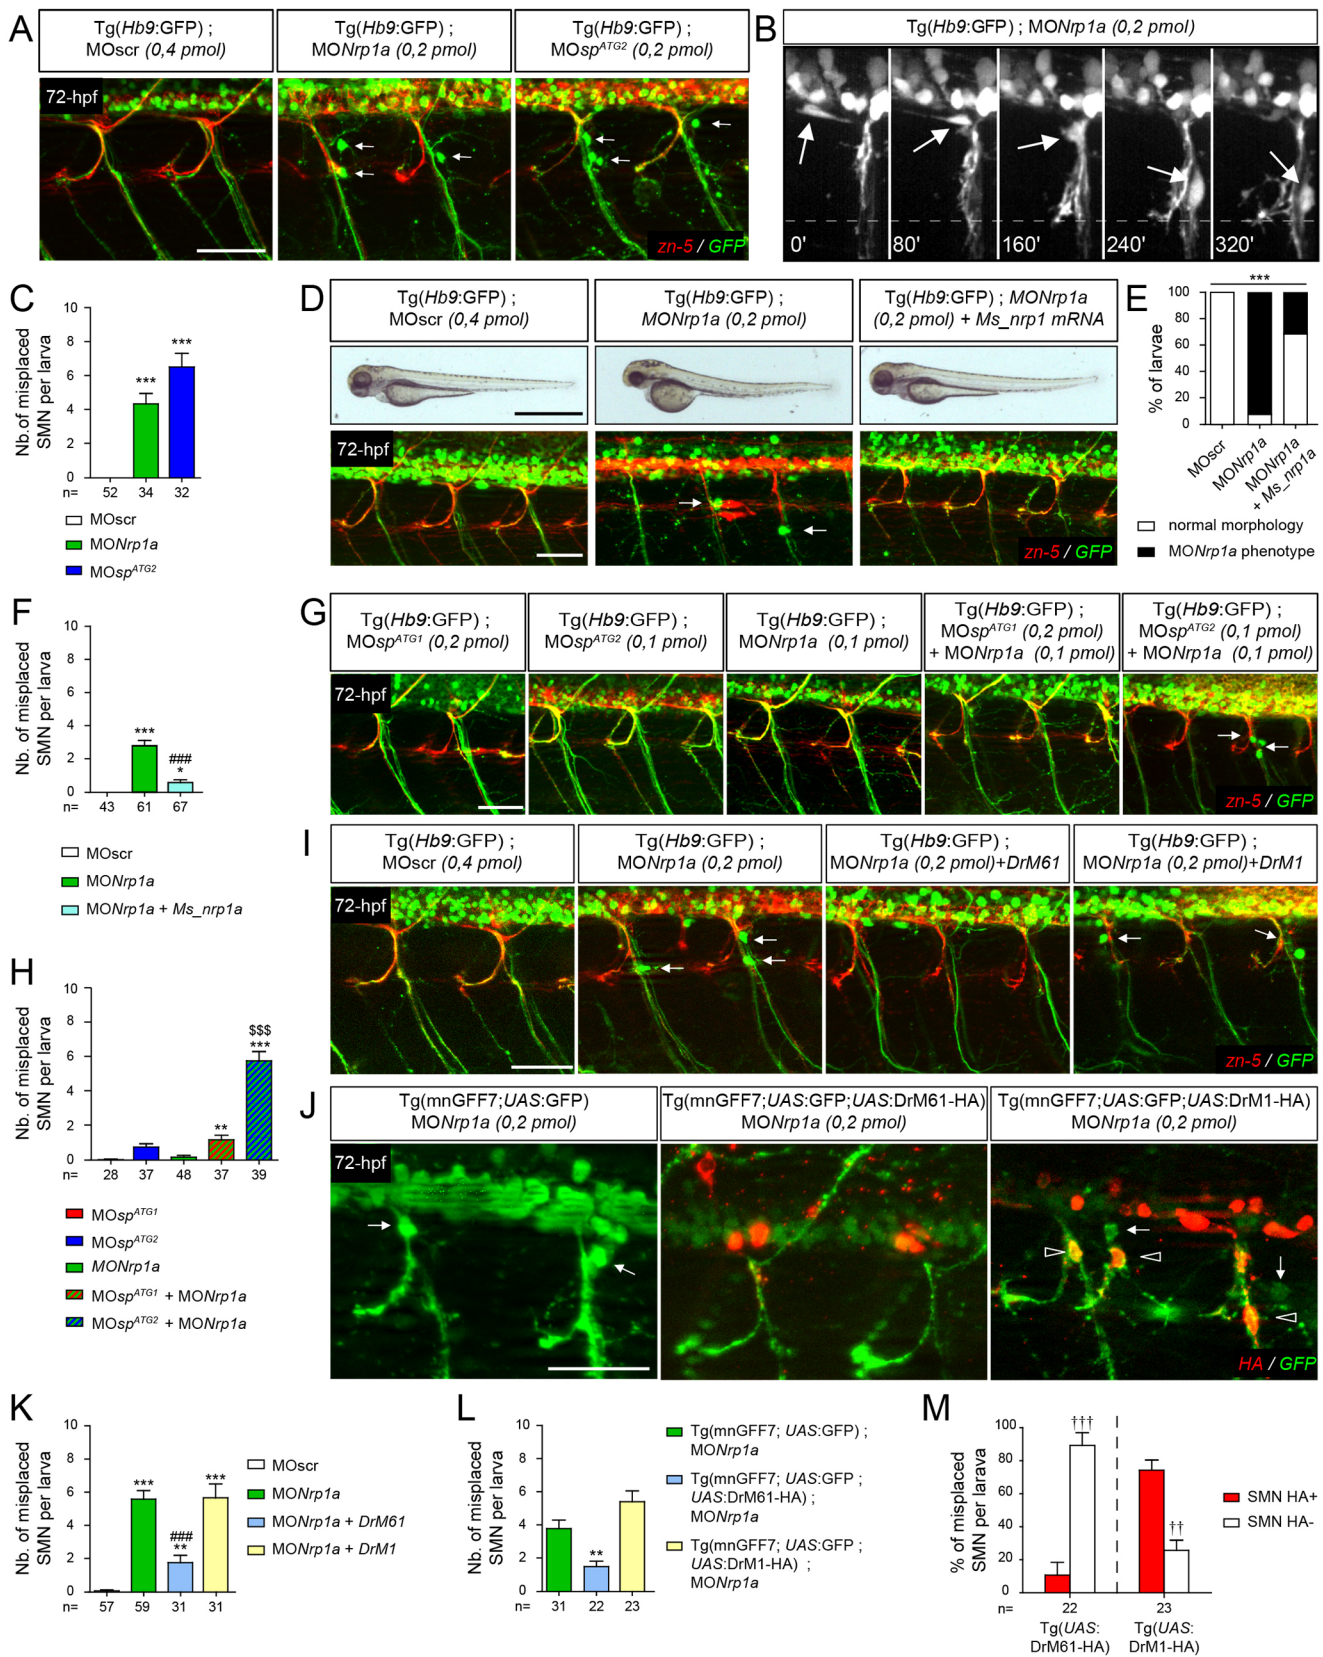 A
Tg(Hb9:GFP) ;
MOscr (0,4 pmol)
Tg(Hb9:GFP) ;
MONrp1a (0,2 pmol)
Tg(Hb9:GFP) ;
MOspATG2 (0,2 pmol)
72-hpf
zn-5 / GFP
B
Tg(Hb9:GFP) ; MONrp1a (0,2 pmol)
0'
80'
160'
240'
320'
C
Nb.of misplaced
SMN per larva
10
8
6
4
2
0
***
***
n= 52 34 32
MOscr
MONrp1a
MOspATG2
D
Tg(Hb9:GFP) ;
MOscr (0,4 pmol)
Tg(Hb9:GFP) ;
MONrp1a (0,2 pmol)
Tg(Hb9:GFP) ; MONrp1a
(0,2 pmol) + Ms_nrp1 mRNA
72-hpf
zn-5 / GFP
E
***
% of larvae
100
80
60
40
20
0
MOscr
MONrp1a
MONrp1a
+ Ms_nrp1a
normal morphology
MONrp1a phenotype
F
Nb. of misplaced
SMN per larva
10
8
6
4
2
0
***
###
*
n= 43 61 67
MOscr
MONrp1a
MONrp1a + Ms_nrp1a
G
Tg(Hb9:GFP) ;
MOspATG1 (0,2 pmol)
Tg(Hb9:GFP) ;
MOspATG2 (0,1 pmol)
Tg(Hb9:GFP) ;
MONrp1a (0,1 pmol)
Tg(Hb9:GFP) ;
MOspATG1 (0,2 pmol)
+ MONrp1a (0,1 pmol)
Tg(Hb9:GFP) ;
MOspATG2 (0,1 pmol)
+ MONrp1a (0,1 pmol)
72-hpf
zn-5 / GFP
H
Nb. of misplaced
SMN per larva
10
8
6
4
2
0
**
$$$
***
n= 28 37 48 37 39
MOspATG1
MOspATG2
MONrp1a
MOspATG1 + MONrp1a
MOspATG2 + MONrp1a
I
Tg(Hb9:GFP) ;
MOscr (0,4 pmol)
Tg(Hb9:GFP) ;
MONrp1a (0,2 pmol)
Tg(Hb9:GFP) ;
MONrp1a (0,2 pmol)+DrM61
Tg(Hb9:GFP) ;
MONrp1a (0,2 pmol)+DrM1
72-hpf
zn-5 / GFP
J
Tg(mnGFF7;UAS:GFP)
MONrp1a (0,2 pmol)
Tg(mnGFF7;UAS:GFP;UAS:DrM61-HA)
MONrp1a (0,2 pmol)
Tg(mnGFF7;UAS:GFP;UAS:DrM1-HA)
MONrp1a (0,2 pmol)
72-hpf
HA / GFP
K
Nb. of misplaced
SMN per larva
10
8
6
4
2
0
***
###
**
***
n= 57 59 31 31
MOscr
MONrp1a
MONrp1a + DrM61
MONrp1a + DrM1
L
Nb. of misplaced
SMN per larva
10
8
6
4
2
0
**
n= 31 22 23
Tg(mnGFF7; UAS:GFP) ;
MONrp1a
Tg(mnGFF7; UAS:GFP ;
UAS:DrM61-HA) ;
MONrp1a
Tg(mnGFF7; UAS:GFP ;
UAS:DrM1-HA) ;
MONrp1a
M
% of misplaced
SMN per larava
100
80
60
40
20
0
†††
††
n= 22 23
Tg(UAS:
DrM61-HA)
Tg(UAS:
DrM1-HA)
SMN HA+
SMN HA-